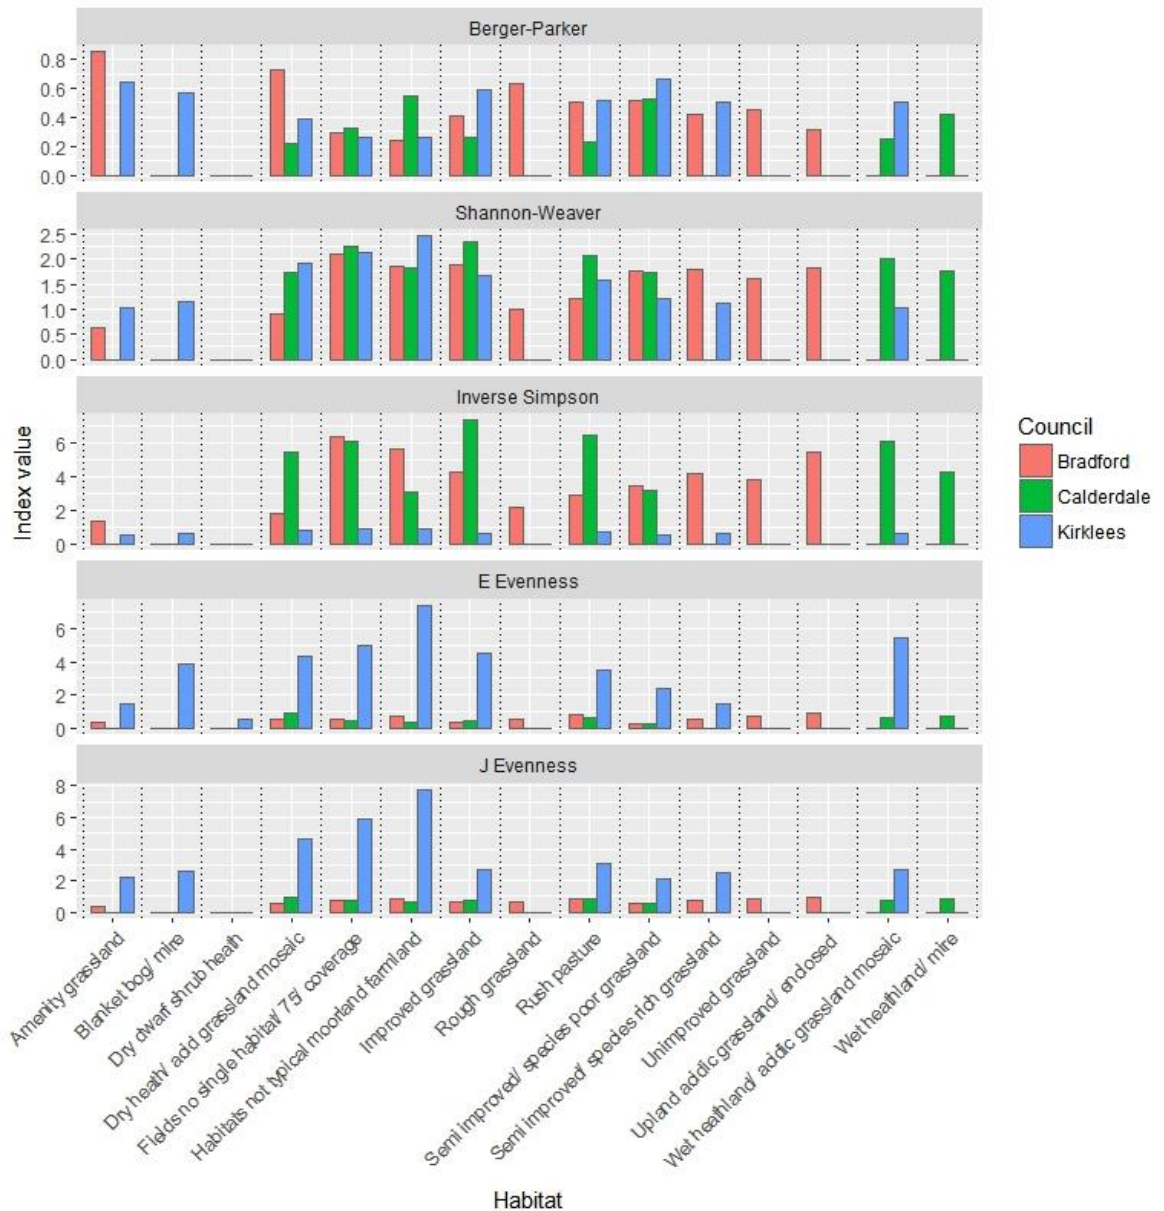 Berger-Parker
0.8
0.6
0.4
0.2
0.0
Shannon-Weaver
2.5
2.0
1.5
1.0
0.5
0.0
Inverse Simpson
6
4
2
0
E Evenness
6
4
2
0
J Evenness
8
6
4
2
0
Index value
Amenity grassland
Blanket bog/ mire
Dry dwarf shrub heath
Dry heath/ acid grassland mosaic
Fields no single habitat/ 75/ coverage
Habitats not typical moorland farmland
Improved grassland
Rough grassland
Rush pasture
Semi improved/ species poor grassland
Semi improved/ species rich grassland
Unimproved grassland
Upland acidic grassland/ enclosed
Wet heathland/ acidic grassland mosaic
Wet heathland/ mire
Habitat
Council
Bradford
Calderdale
Kirklees